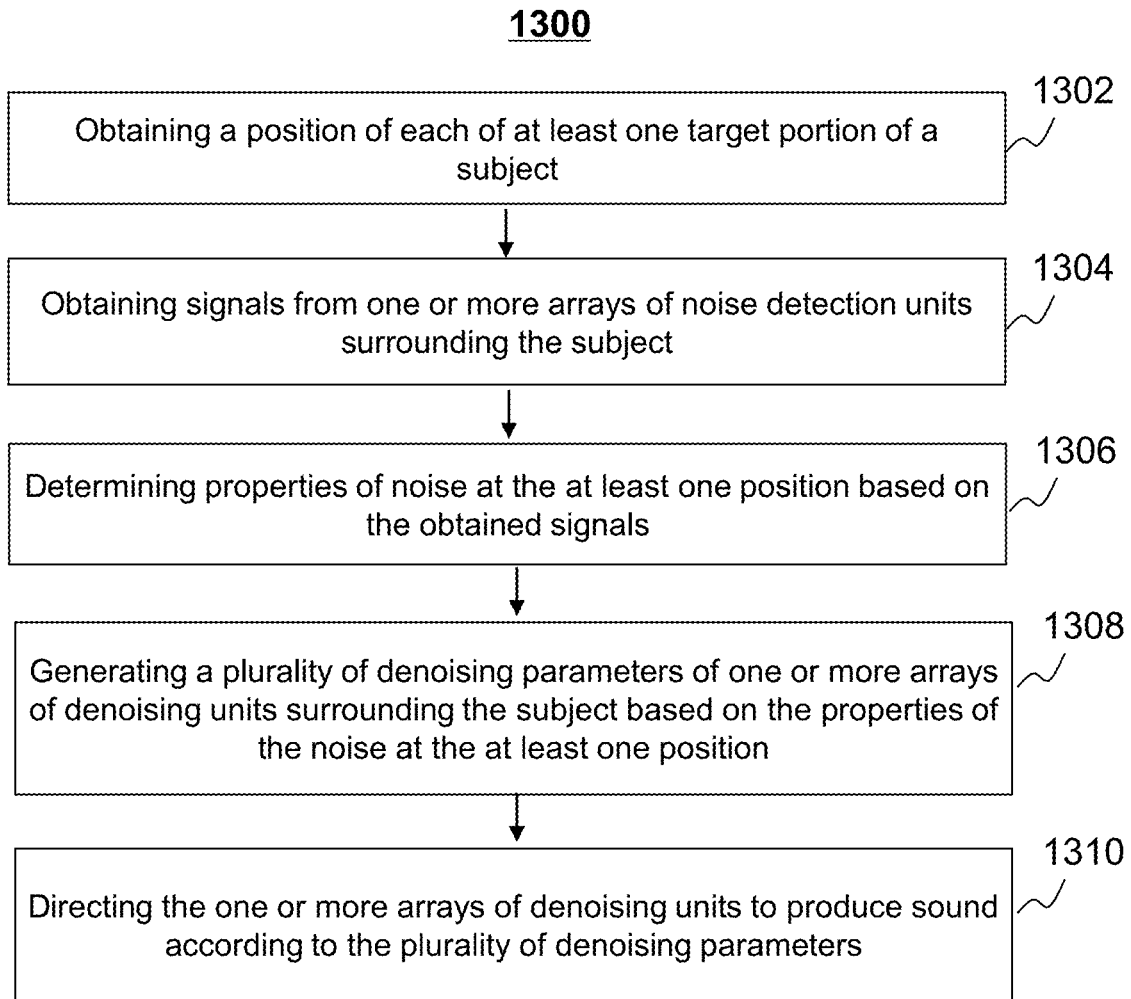 1300
1302
Obtaining a position of each of at least one target portion of a
subject
1304
Obtaining signals from one or more arrays of noise detection units
surrounding the subject
1306
Determining properties of noise at the at least one position based on
the obtained signals
1308
Generating a plurality of denoising parameters of one or more arrays
of denoising units surrounding the subject based on the properties of
the noise at the at least one position
1310
Directing the one or more arrays of denoising units to produce sound
according to the plurality of denoising parameters